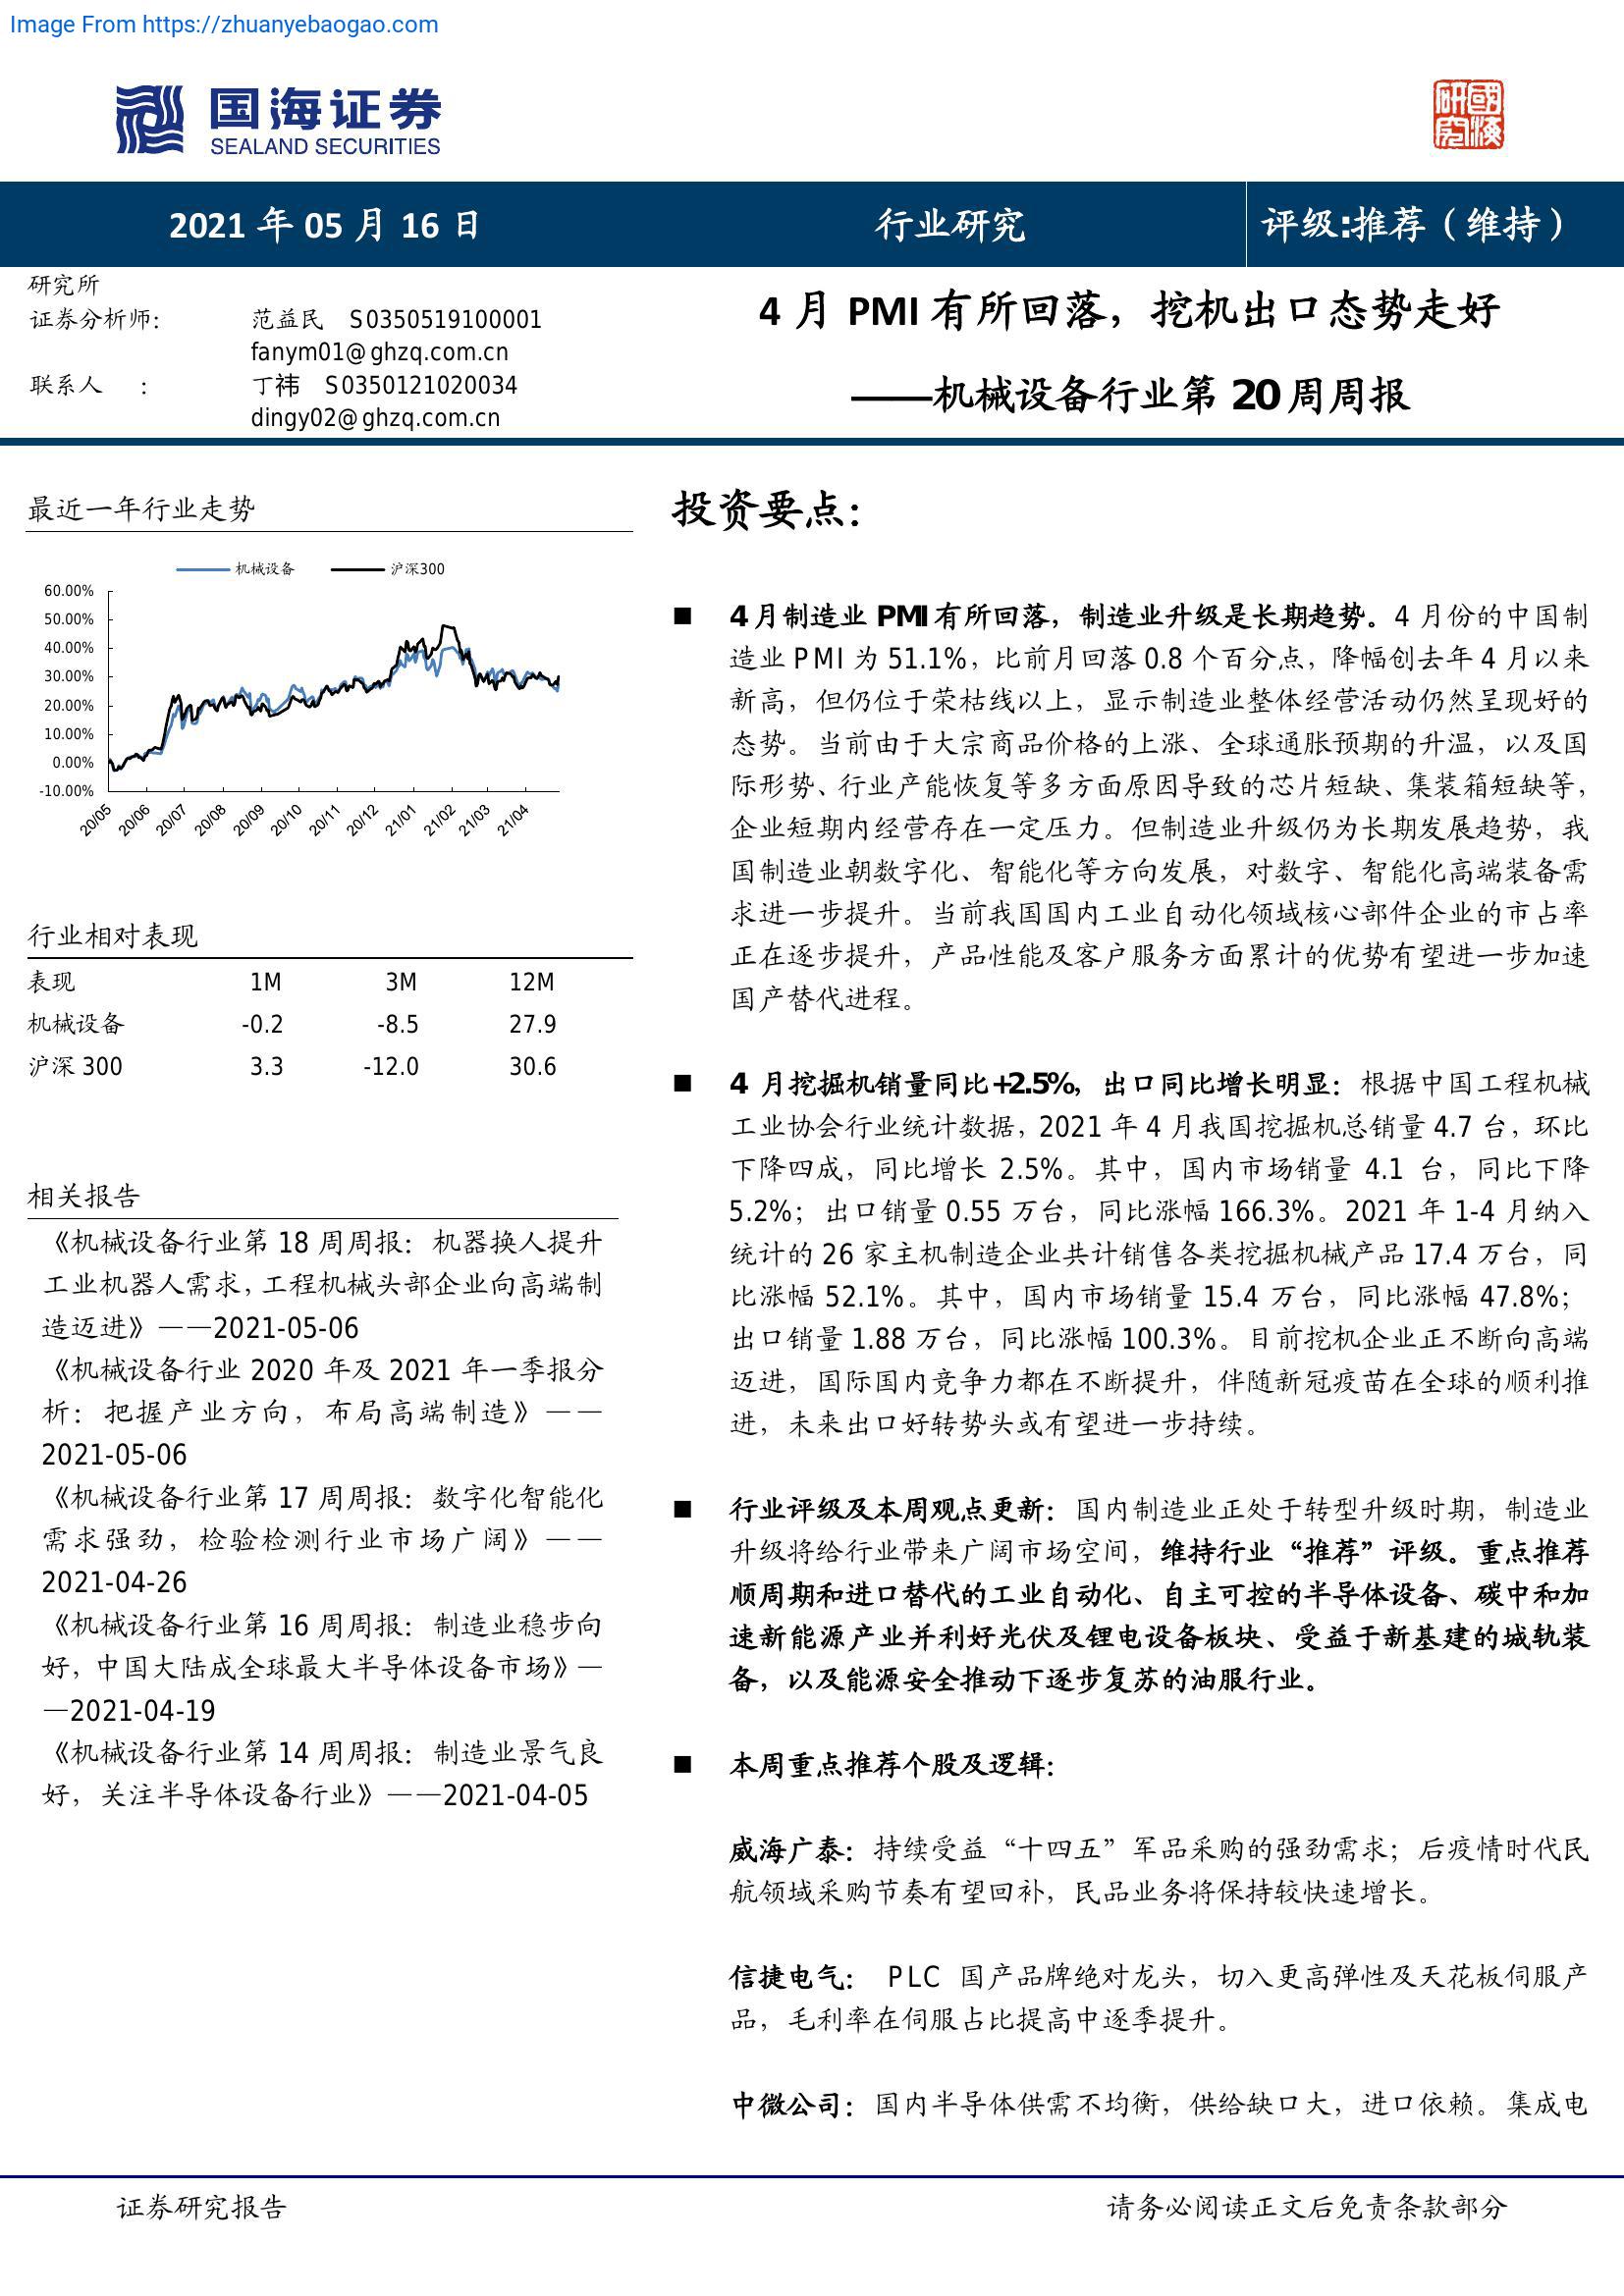 Image From https://zhuanyebaogao.com
国海证券
SEALAND SECURITIES
國海研究
2021 年 05 月 16 日
行业研究
评级:推荐（维持）
研究所
证券分析师：
范益民 S0350519100001
fanym01@ghzq.com.cn
联系人 ：
丁祎 S0350121020034
dingy02@ghzq.com.cn
4 月 PMI 有所回落，挖机出口态势走好
——机械设备行业第 20 周周报
最近一年行业走势
机械设备 沪深300
60.00%
50.00%
40.00%
30.00%
20.00%
10.00%
0.00%
-10.00%
20/05 20/06 20/07 20/08 20/09 20/10 20/11 20/12 21/01 21/02 21/03 21/04
行业相对表现
表现 1M 3M 12M
机械设备 -0.2 -8.5 27.9
沪深 300 3.3 -12.0 30.6
相关报告
《机械设备行业第 18 周周报：机器换人提升
工业机器人需求，工程机械头部企业向高端制
造迈进》——2021-05-06
《机械设备行业 2020 年及 2021 年一季报分
析：把握产业方向，布局高端制造》——
2021-05-06
《机械设备行业第 17 周周报：数字化智能化
需求强劲，检验检测行业市场广阔》——
2021-04-26
《机械设备行业第 16 周周报：制造业稳步向
好，中国大陆成全球最大半导体设备市场》—
—2021-04-19
《机械设备行业第 14 周周报：制造业景气良
好，关注半导体设备行业》——2021-04-05
投资要点：
■ 4 月制造业 PMI 有所回落，制造业升级是长期趋势。4 月份的中国制
造业 PMI 为 51.1%，比前月回落 0.8 个百分点，降幅创去年 4 月以来
新高，但仍位于荣枯线以上，显示制造业整体经营活动仍然呈现好的
态势。当前由于大宗商品价格的上涨、全球通胀预期的升温，以及国
际形势、行业产能恢复等多方面原因导致的芯片短缺、集装箱短缺等，
企业短期内经营存在一定压力。但制造业升级仍为长期发展趋势，我
国制造业朝数字化、智能化等方向发展，对数字、智能化高端装备需
求进一步提升。当前我国国内工业自动化领域核心部件企业的市占率
正在逐步提升，产品性能及客户服务方面累计的优势有望进一步加速
国产替代进程。
■ 4 月挖掘机销量同比+2.5%，出口同比增长明显：根据中国工程机械
工业协会行业统计数据，2021 年 4 月我国挖掘机总销量 4.7 台，环比
下降四成，同比增长 2.5%。其中，国内市场销量 4.1 台，同比下降
5.2%；出口销量 0.55 万台，同比涨幅 166.3%。2021 年 1-4 月纳入
统计的 26 家主机制造企业共计销售各类挖掘机械产品 17.4 万台，同
比涨幅 52.1%。其中，国内市场销量 15.4 万台，同比涨幅 47.8%；
出口销量 1.88 万台，同比涨幅 100.3%。目前挖机企业正不断向高端
迈进，国际国内竞争力都在不断提升，伴随新冠疫苗在全球的顺利推
进，未来出口好转势头或有望进一步持续。
■ 行业评级及本周观点更新：国内制造业正处于转型升级时期，制造业
升级将给行业带来广阔市场空间，维持行业“推荐”评级。重点推荐
顺周期和进口替代的工业自动化、自主可控的半导体设备、碳中和加
速新能源产业并利好光伏及锂电设备板块、受益于新基建的城轨装
备，以及能源安全推动下逐步复苏的油服行业。
■ 本周重点推荐个股及逻辑：
威海广泰：持续受益“十四五”军品采购的强劲需求；后疫情时代民
航领域采购节奏有望回补，民品业务将保持较快速增长。
信捷电气： PLC 国产品牌绝对龙头，切入更高弹性及天花板伺服产
品，毛利率在伺服占比提高中逐季提升。
中微公司：国内半导体供需不均衡，供给缺口大，进口依赖。集成电
证券研究报告
请务必阅读正文后免责条款部分